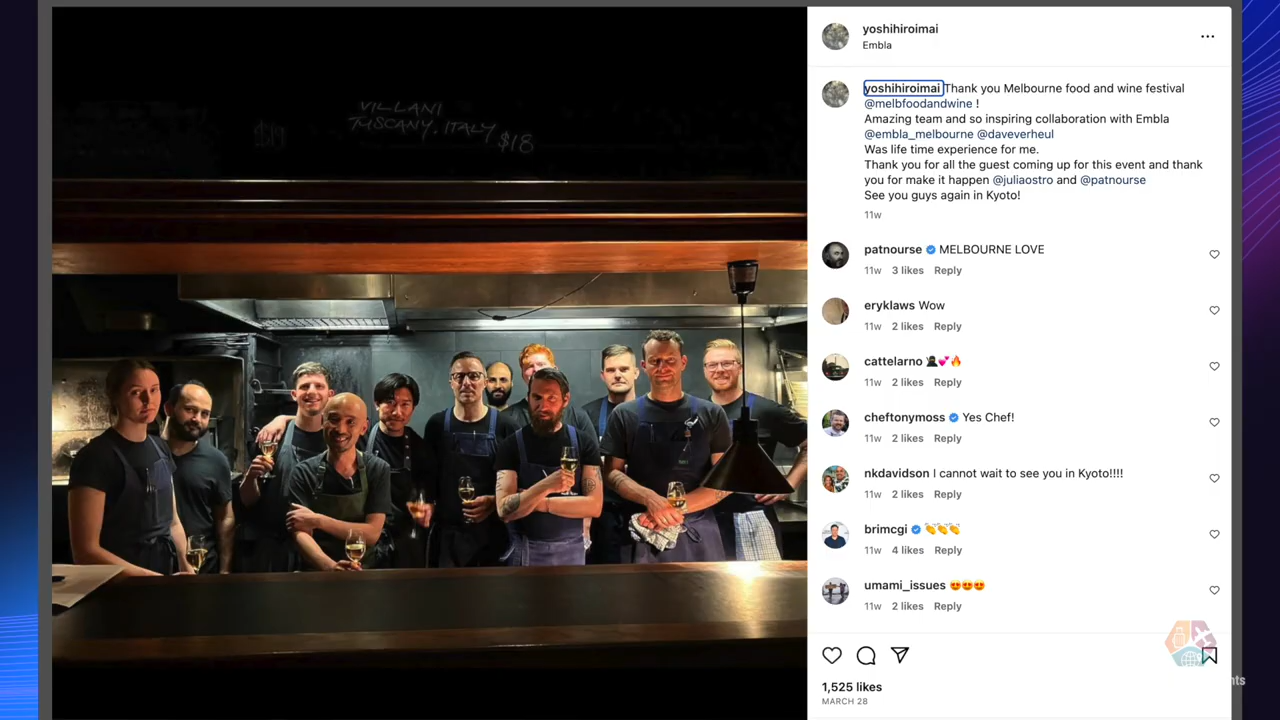 VILLANI
TUSCANY, ITALY $18
$19
yoshihiroimai
Embla
yoshihiroimai Thank you Melbourne food and wine festival
@melbfoodandwine !
Amazing team and so inspiring collaboration with Embla
@embla_melbourne @daveverheul
Was life time experience for me.
Thank you for all the guest coming up for this event and thank
you for make it happen @juliaostro and @patnourse
See you guys again in Kyoto!
11w
patnourse MELBOURNE LOVE
11w 3 likes Reply
eryklaws Wow
11w 2 likes Reply
cattelarno 🥷💕🔥
11w 2 likes Reply
cheftonymoss Yes Chef!
11w 2 likes Reply
nkdavidson I cannot wait to see you in Kyoto!!!!
11w 2 likes Reply
brimcgi 👏👏👏
11w 4 likes Reply
umami_issues 😍😍😍
11w 2 likes Reply
1,525 likes
MARCH 28